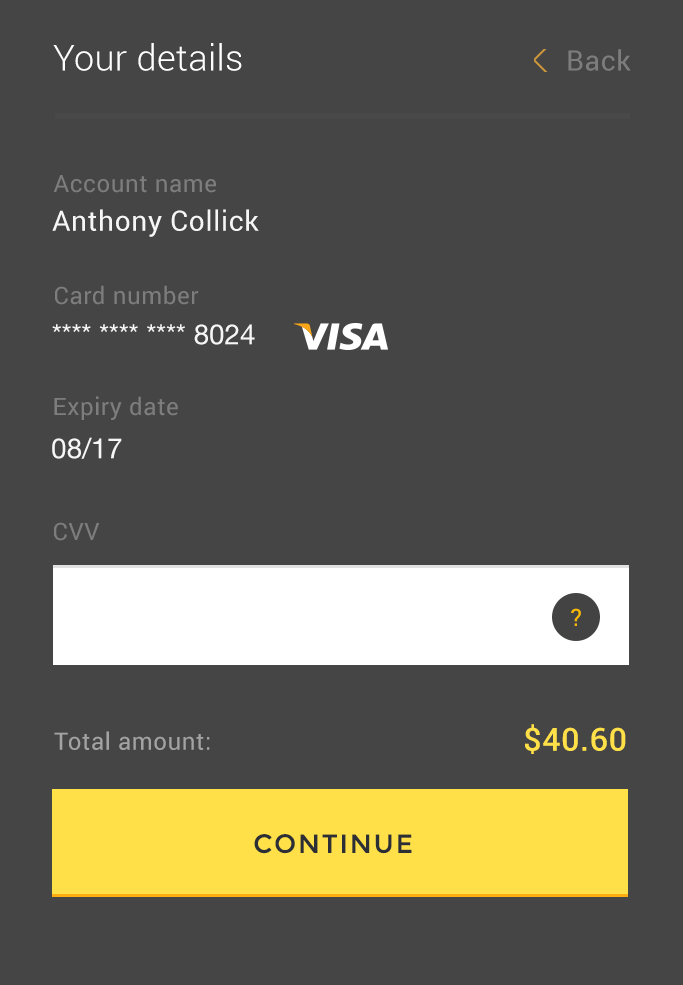 Your details
Back
Account name
Anthony Collick
Card number
**** **** **** 8024 VISA
Expiry date
08/17
CVV
?
Total amount: $40.60
CONTINUE